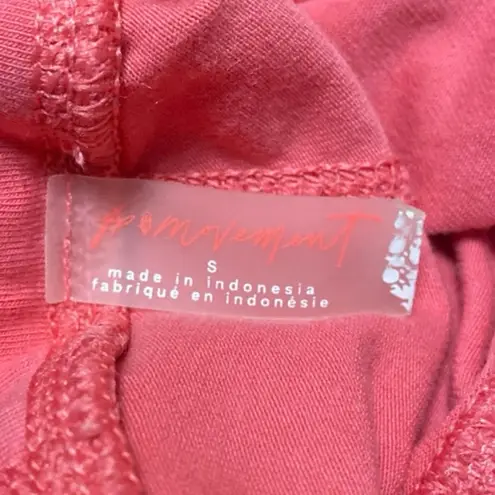 fp movement
S
made in indonesia
fabriqué en indonésie